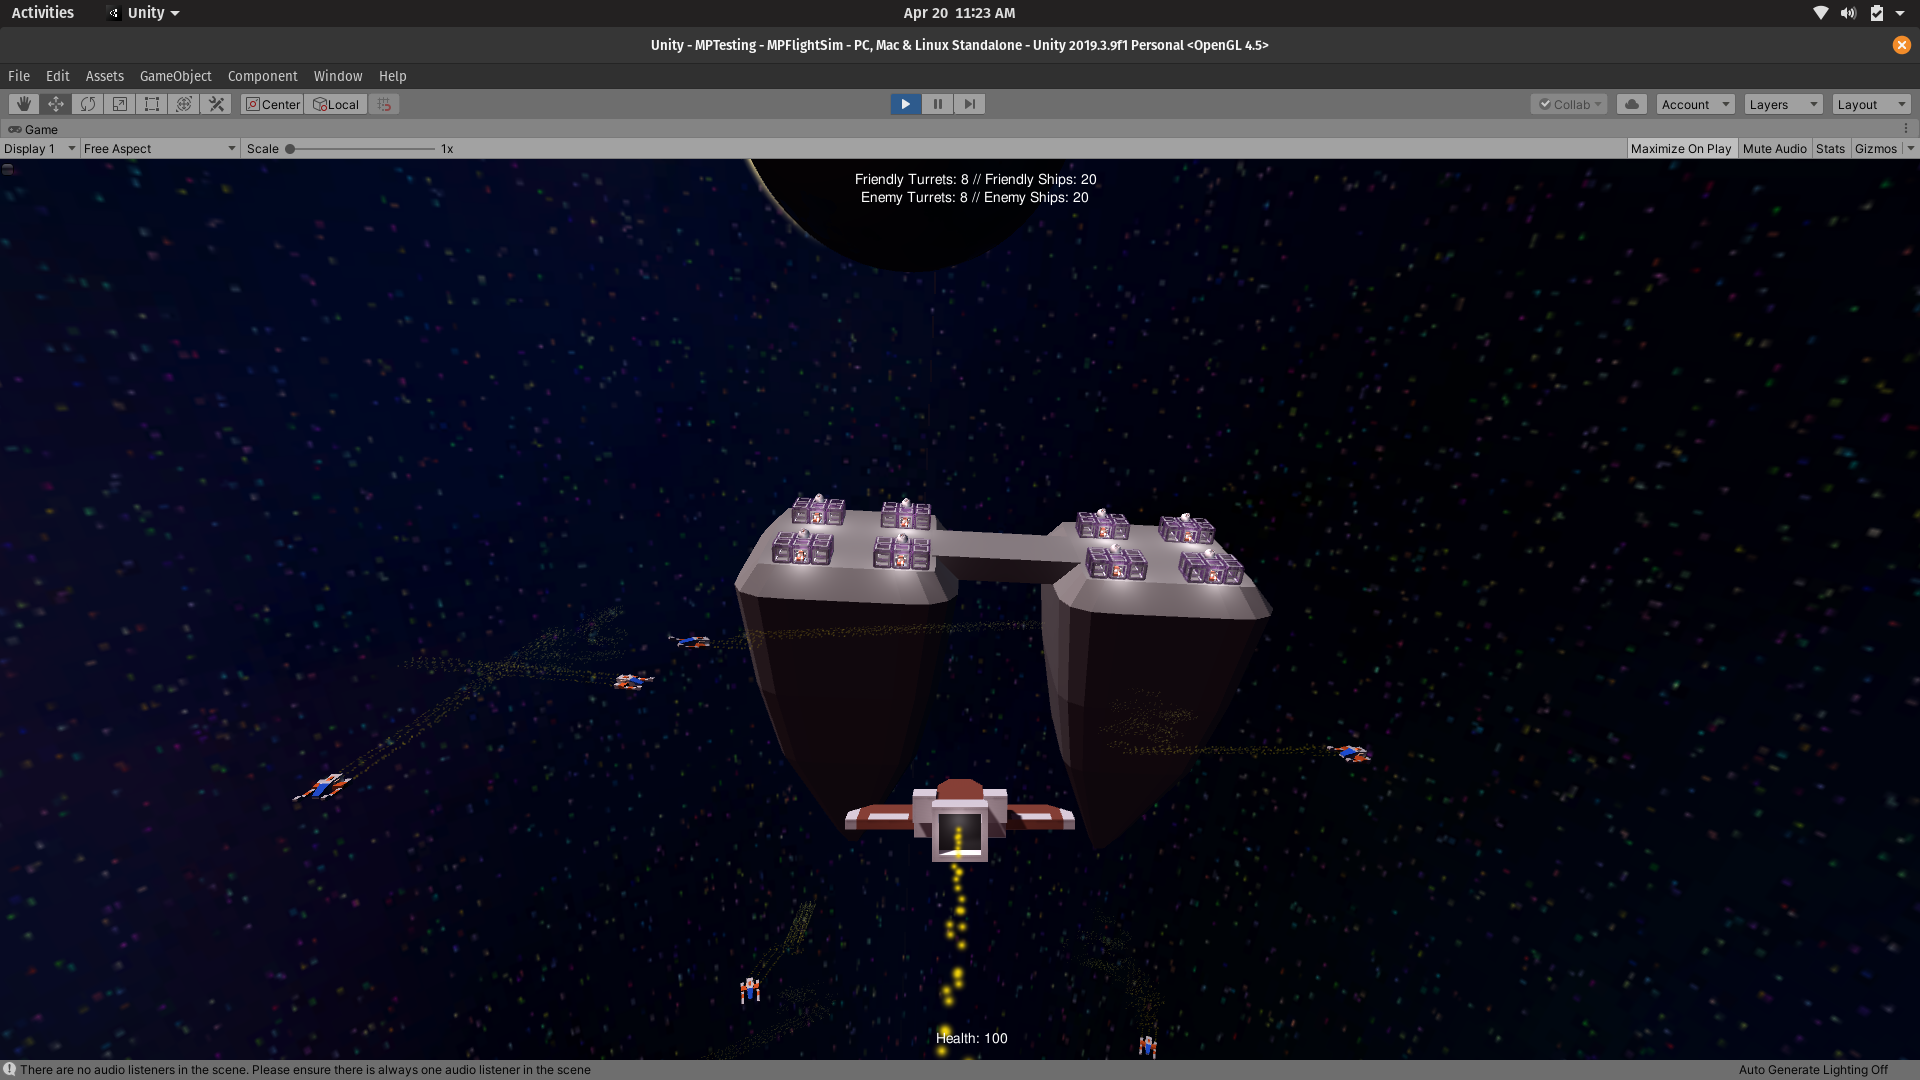 Activities Unity Apr 20 11:23 AM
Unity - MPTesting - MPFlightSim - PC, Mac & Linux Standalone - Unity 2019.3.9f1 Personal <OpenGL 4.5>
File Edit Assets GameObject Component Window Help
Center Local Collab Account Layers Layout
Game
Display 1 Free Aspect Scale 1x Maximize On Play Mute Audio Stats Gizmos
Friendly Turrets: 8 // Friendly Ships: 20
Enemy Turrets: 8 // Enemy Ships: 20
Health: 100
There are no audio listeners in the scene. Please ensure there is always one audio listener in the scene Auto Generate Lighting Off